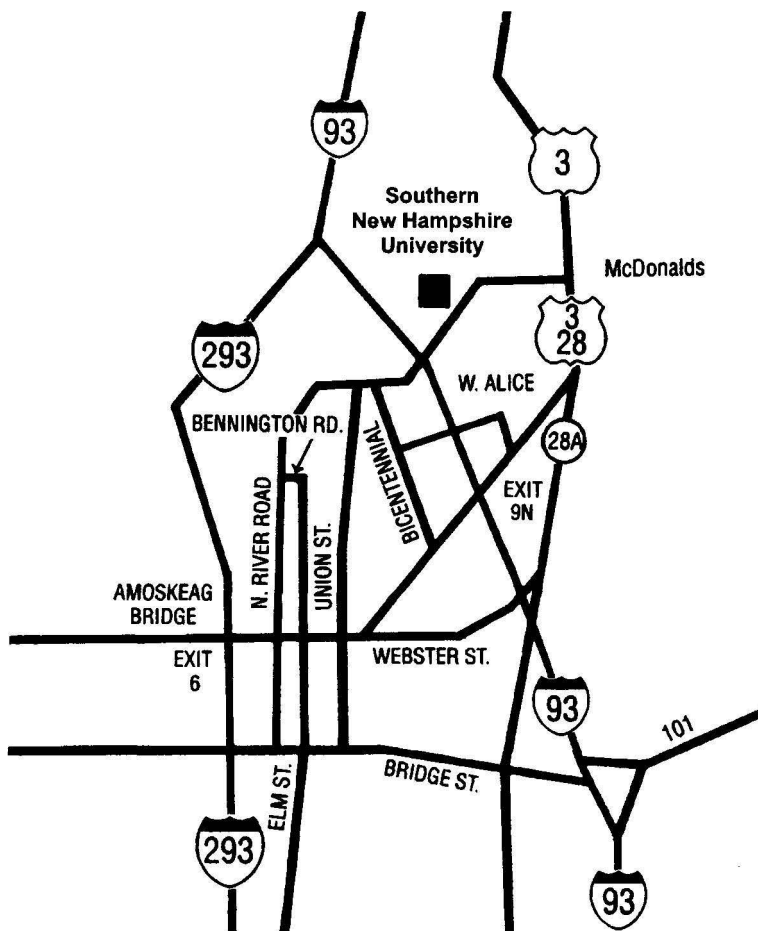 93
3
Southern
New Hampshire
University
McDonalds
3
28
293
W. ALICE
BENNINGTON RD.
28A
BICENTENNIAL
EXIT
9N
N. RIVER ROAD
UNION ST.
AMOSKEAG
BRIDGE
EXIT
6
WEBSTER ST.
93
101
BRIDGE ST.
ELM ST.
293
93